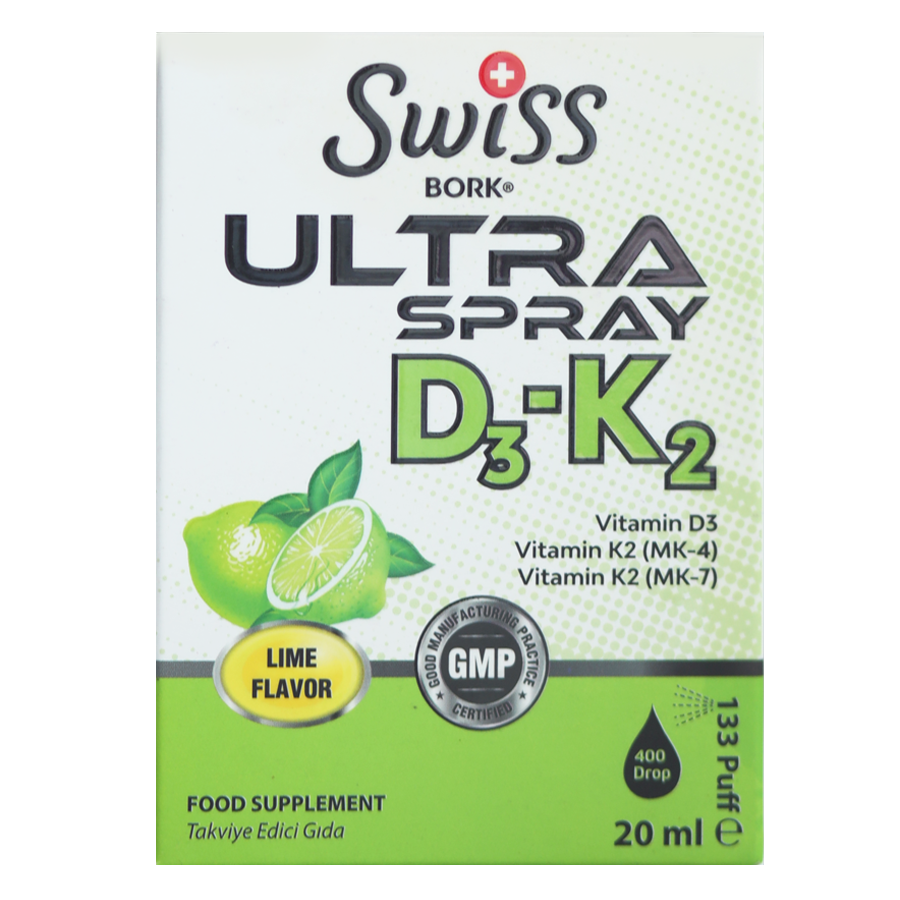 Swiss
BORK®
ULTRA
SPRAY
D3-K2
Vitamin D3
Vitamin K2 (MK-4)
Vitamin K2 (MK-7)
LIME
FLAVOR
GOOD MANUFACTURING PRACTICE
GMP
CERTIFIED
400
Drop
133 Puff
FOOD SUPPLEMENT
Takviye Edici Gıda
20 ml ℮